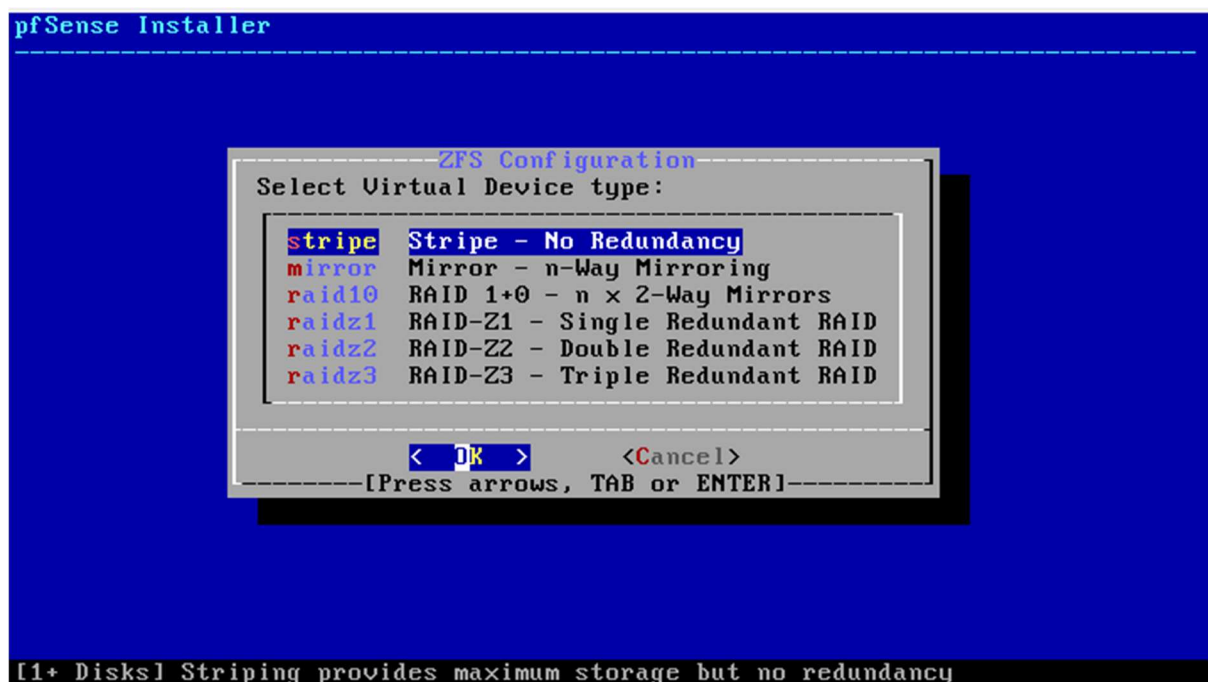 pfSense Installer
ZFS Configuration
Select Virtual Device type:
stripe Stripe - No Redundancy
mirror Mirror - n-Way Mirroring
raid10 RAID 1+0 - n x 2-Way Mirrors
raidz1 RAID-Z1 - Single Redundant RAID
raidz2 RAID-Z2 - Double Redundant RAID
raidz3 RAID-Z3 - Triple Redundant RAID
< OK > <Cancel>
[Press arrows, TAB or ENTER]
[1+ Disks] Striping provides maximum storage but no redundancy